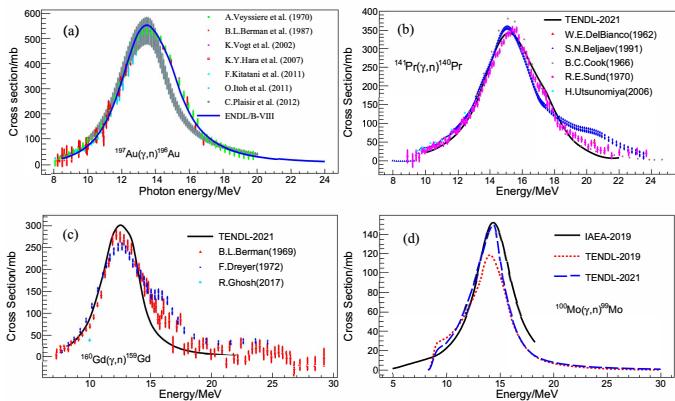 (a)
A.Veyssiere et al. (1970)
B.L.Berman et al. (1987)
K.Vogt et al. (2002)
K.Y.Hara et al. (2007)
F.Kitatani et al. (2011)
O.Itoh et al. (2011)
C.Plaisir et al. (2012)
ENDL/B-VIII
¹⁹⁷Au(γ,n)¹⁹⁶Au
Cross section/mb
600
500
400
300
200
100
0
8 10 12 14 16 18 20 22 24
Photon energy/MeV
(b)
TENDL-2021
W.E.DelBianco (1962)
S.N.Beljaev (1991)
B.C.Cook (1966)
R.E.Sund (1970)
H.Utsunomiya(2006)
¹⁴¹Pr(γ,n)¹⁴⁰Pr
Cross section/mb
400
350
300
250
200
150
100
50
0
8 10 12 14 16 18 20 22 24
Energy/MeV
(c)
TENDL-2021
B.L.Berman(1969)
F.Dreyer(1972)
R.Ghosh(2017)
¹⁶⁰Gd(γ,n)¹⁵⁹Gd
Cross Section/mb
300
250
200
150
100
50
0
10 15 20 25 30
Energy/MeV
(d)
IAEA-2019
TENDL-2019
TENDL-2021
¹⁰⁰Mo(γ,n)⁹⁹Mo
Cross Section/mb
140
120
100
80
60
40
20
0
5 10 15 20 25 30
Energy/MeV